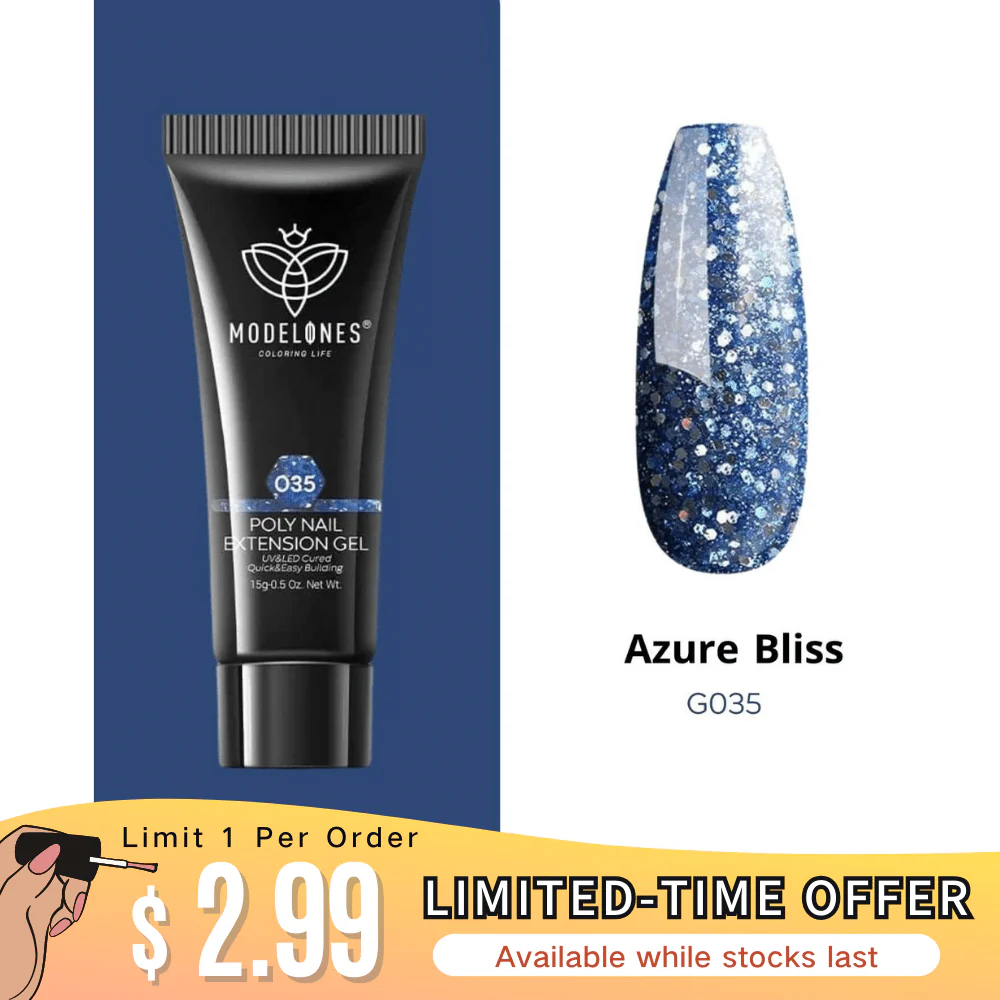 MODELONES®
COLORING LIFE
035
POLY NAIL
EXTENSION GEL
UV&LED Cured
Quick&Easy Building
15g-0.5 Oz. Net Wt.
Azure Bliss
G035
Limit 1 Per Order
$ 2.99
LIMITED-TIME OFFER
Available while stocks last